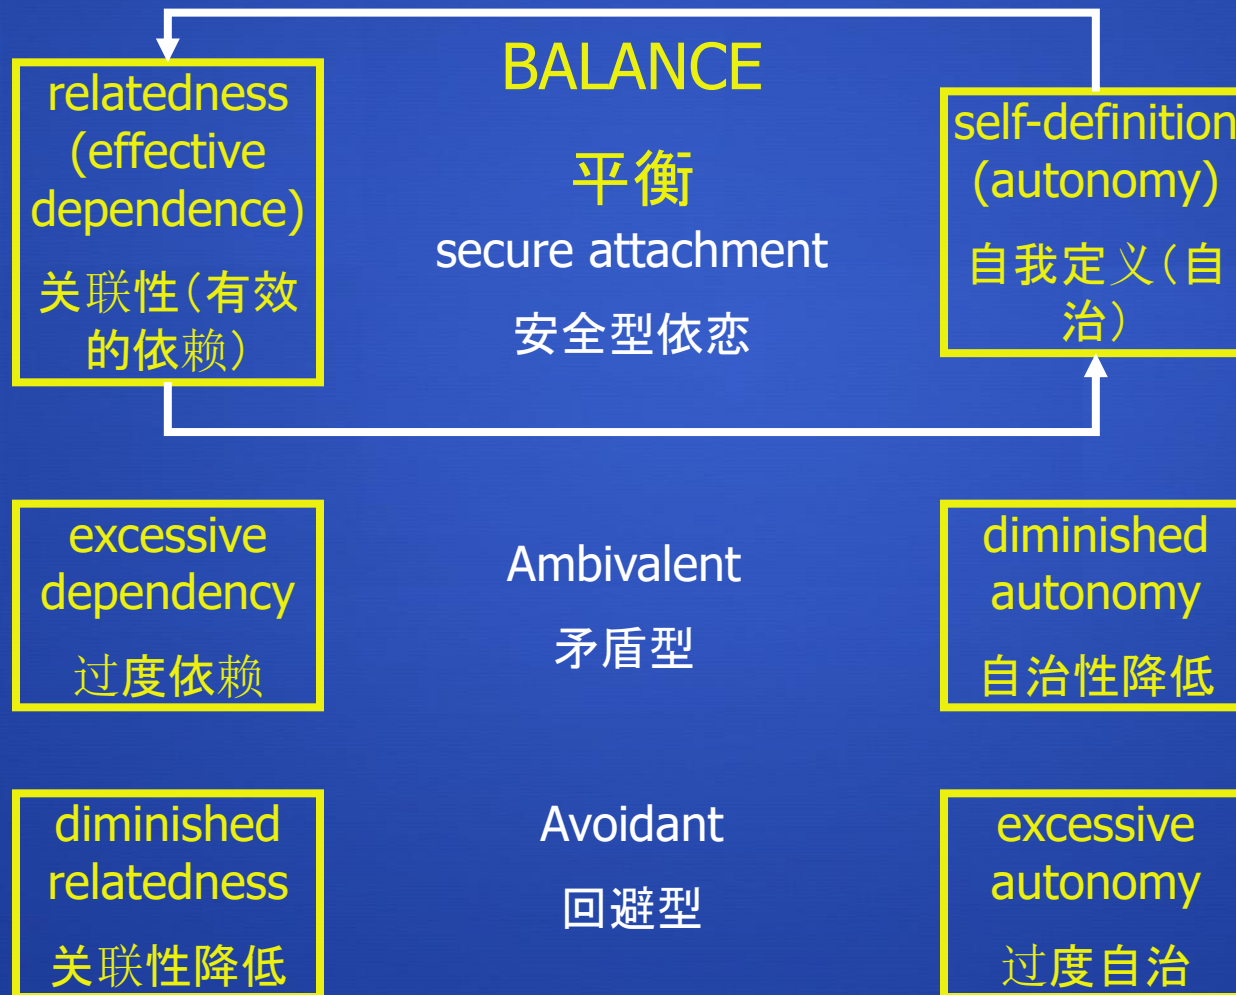 relatedness
(effective
dependence)
关联性(有效
的依赖)
BALANCE
平衡
secure attachment
安全型依恋
self-definition
(autonomy)
自我定义(自
治)
excessive
dependency
过度依赖
Ambivalent
矛盾型
diminished
autonomy
自治性降低
diminished
relatedness
关联性降低
Avoidant
回避型
excessive
autonomy
过度自治